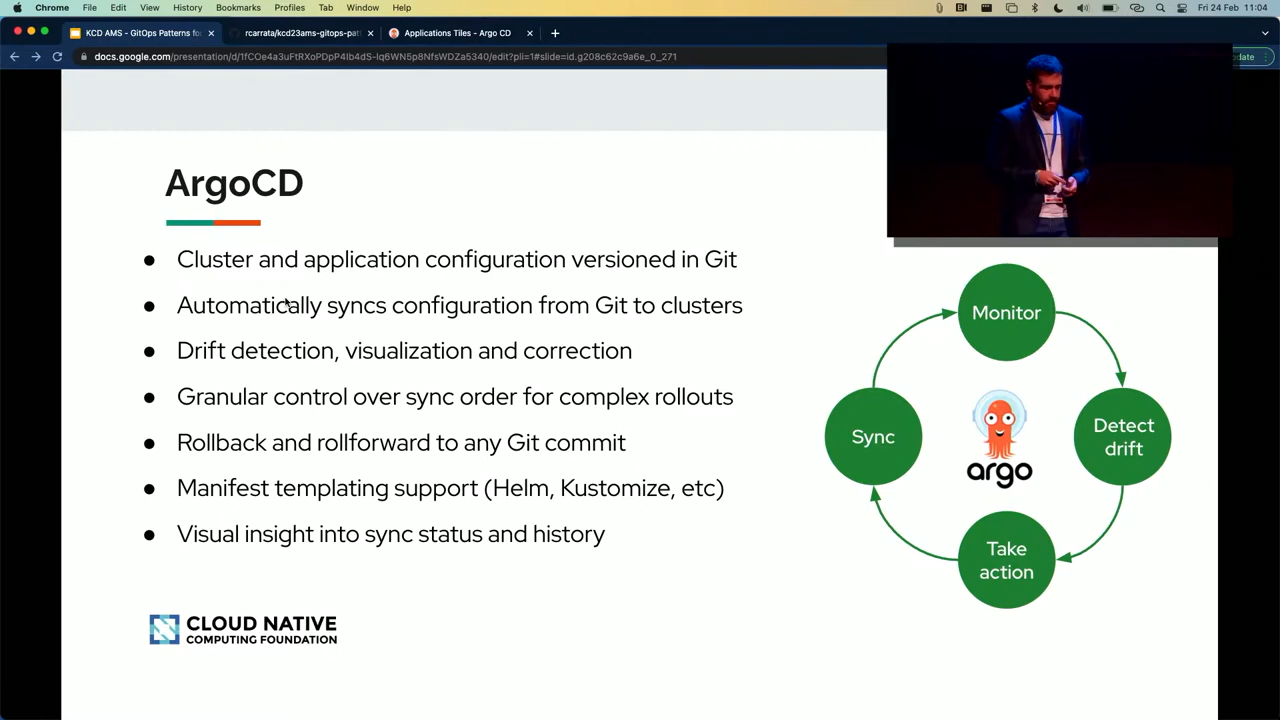 Chrome File Edit View History Bookmarks Profiles Tab Window Help
Fri 24 Feb 11:04
KCD AMS - GitOps Patterns fo
rcarrata/kcd23ams-gitops-pat
Applications Tiles - Argo CD
docs.google.com/presentation/d/1fCOe4a3uFtRXoPDpP4Ib4dS-Iq6WN5p8NfsWDZa5340/edit?pli=1#slide=id.g208c62c9a6e_0_271
date
ArgoCD
● Cluster and application configuration versioned in Git
● Automatically syncs configuration from Git to clusters
● Drift detection, visualization and correction
● Granular control over sync order for complex rollouts
● Rollback and rollforward to any Git commit
● Manifest templating support (Helm, Kustomize, etc)
● Visual insight into sync status and history
Monitor
Detect
drift
Take
action
Sync
argo
CLOUD NATIVE
COMPUTING FOUNDATION